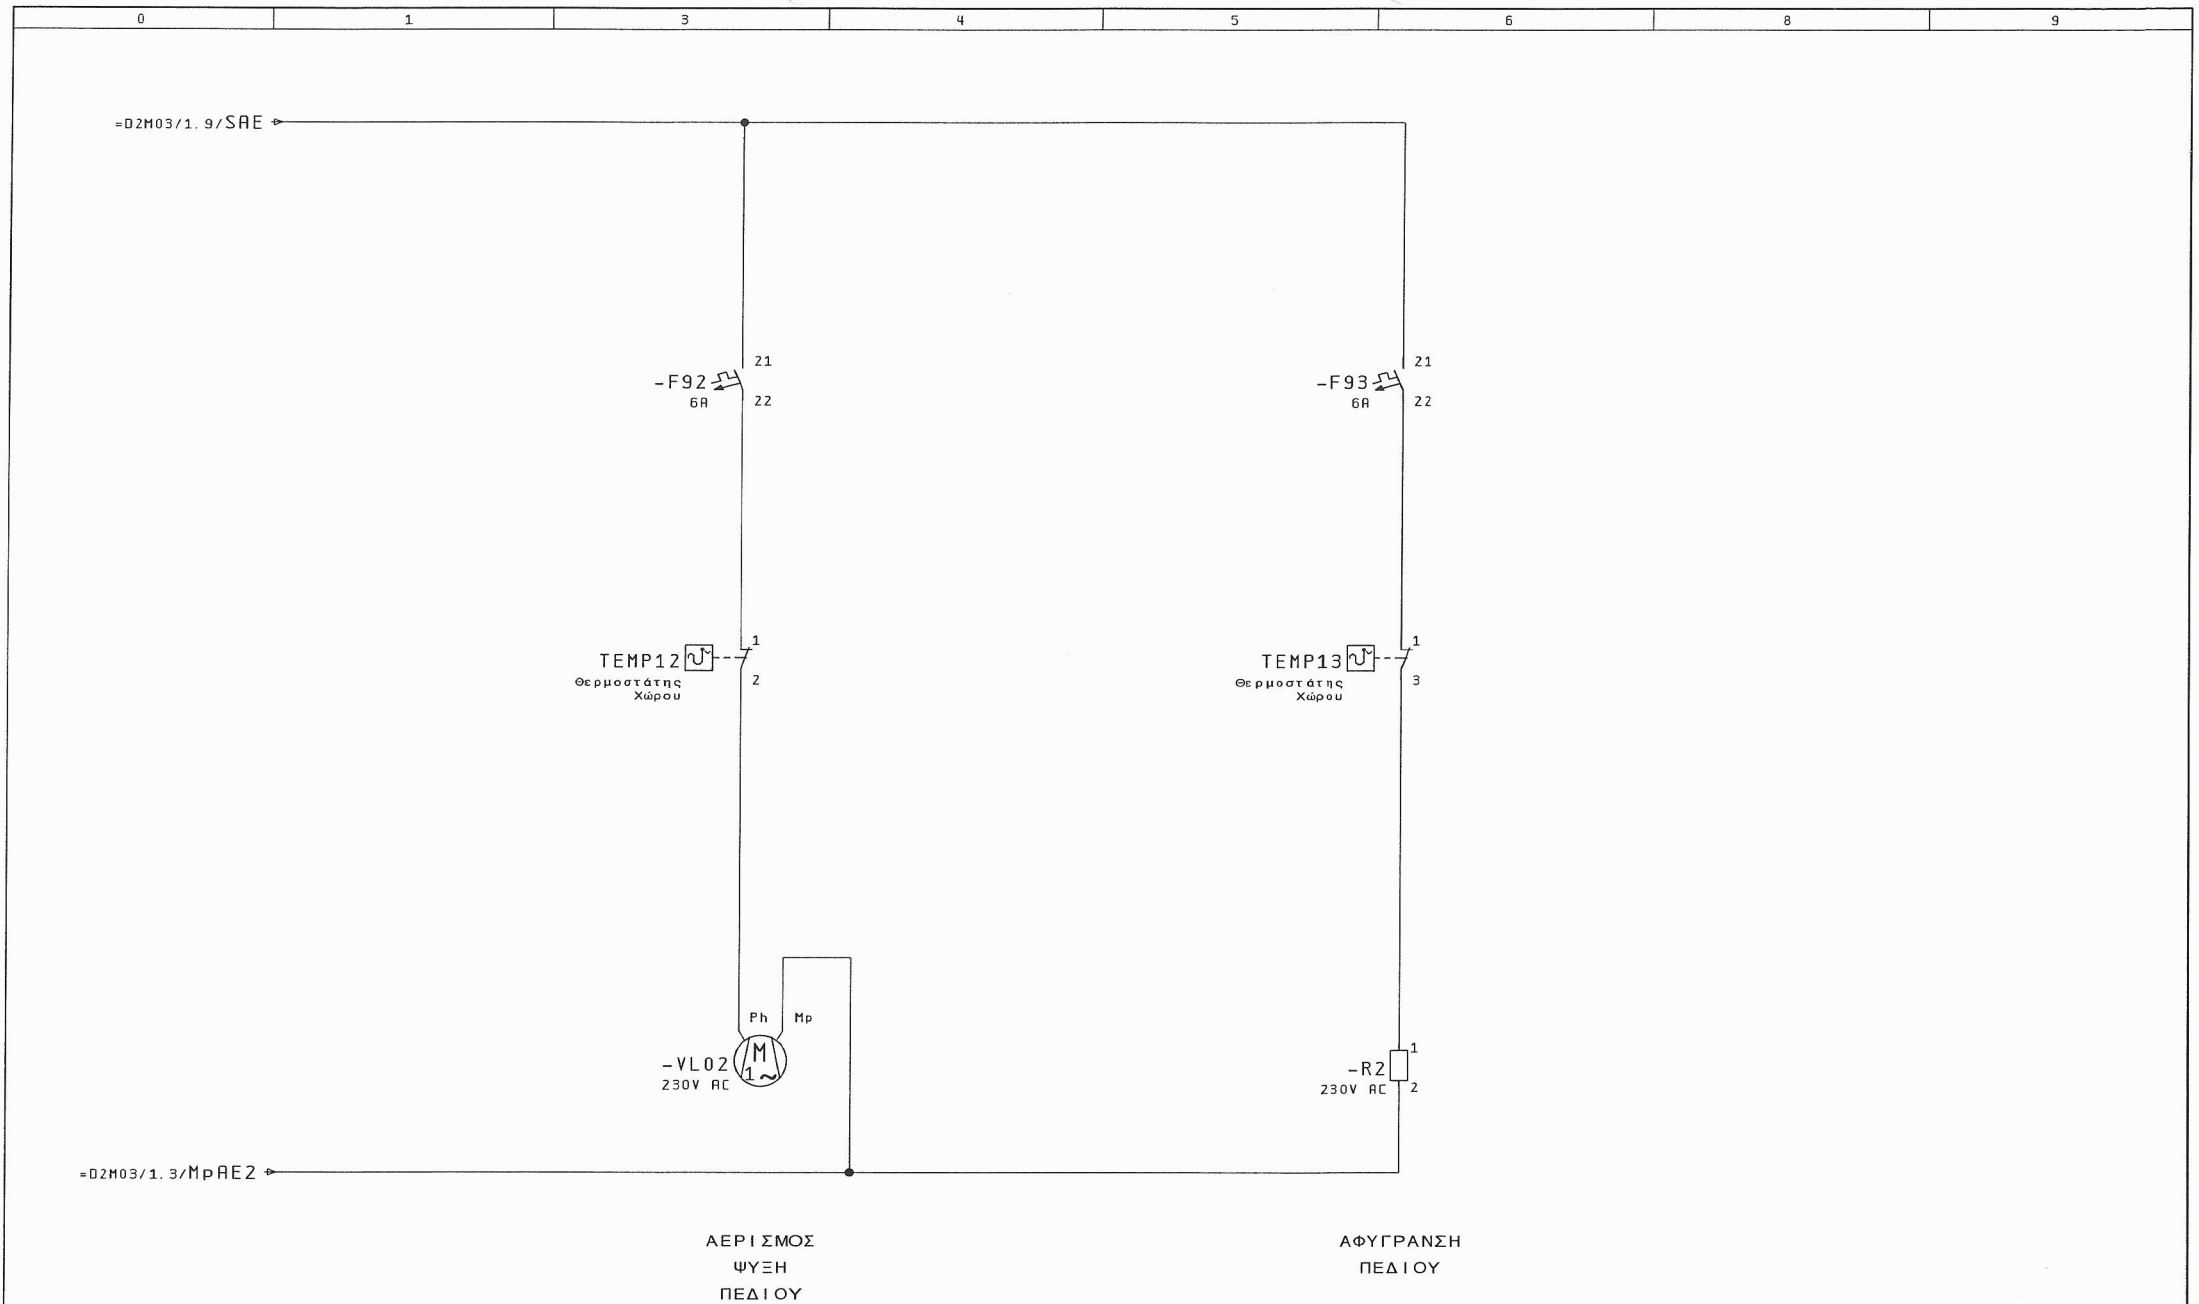 0 1 3 4 5 6 8 9
=D2M03/1.9/SAE
21 21
-F92 -F93
6A 22 6A 22
1 1
TEMP12 TEMP13
Θερμοστάτης 2 Θερμοστάτης 3
Χώρου Χώρου
Ph Mp
M
-VL02 1~ 1
230V AC -R2
230V AC 2
=D2M03/1.3/MpAE2
ΑΕΡΙΣΜΟΣ ΑΦΥΓΡΑΝΣΗ
ΨΥΞΗ ΠΕΔΙΟΥ
ΠΕΔΙΟΥ